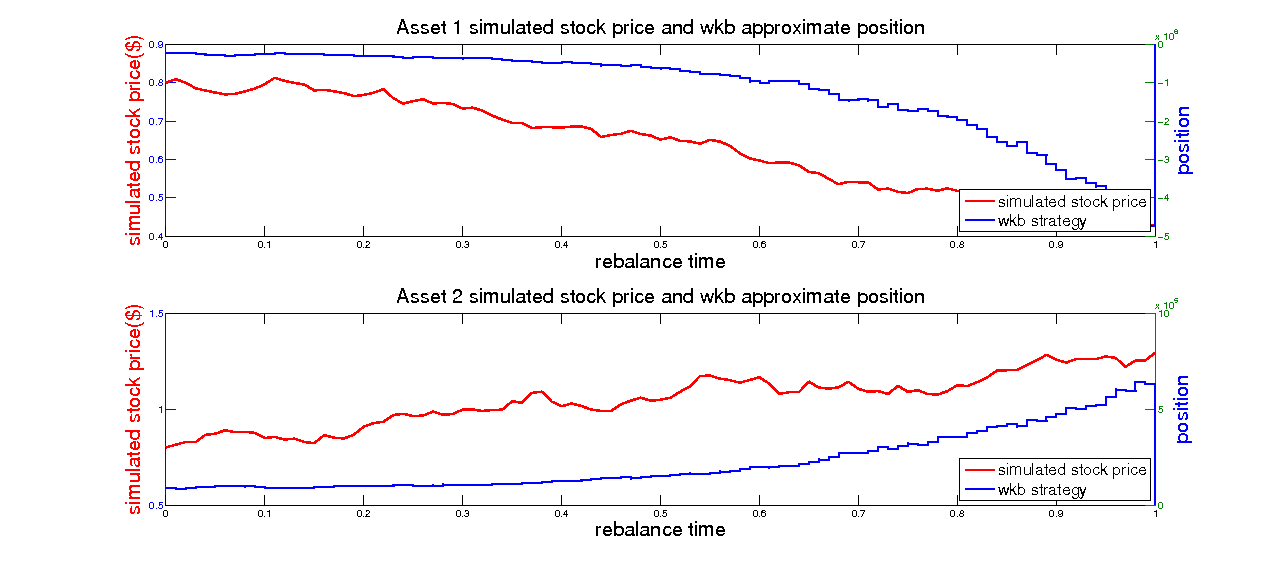 Asset 1 simulated stock price and wkb approximate position
x 10^6
simulated stock price($)
0.9
0.8
0.7
0.6
0.5
0.4
0
-1
-2
-3
-4
-5
position
simulated stock price
wkb strategy
0 0.1 0.2 0.3 0.4 0.5 0.6 0.7 0.8 0.9 1
rebalance time
Asset 2 simulated stock price and wkb approximate position
x 10^5
simulated stock price($)
1.5
1
0.5
10
5
0
position
simulated stock price
wkb strategy
0 0.1 0.2 0.3 0.4 0.5 0.6 0.7 0.8 0.9 1
rebalance time